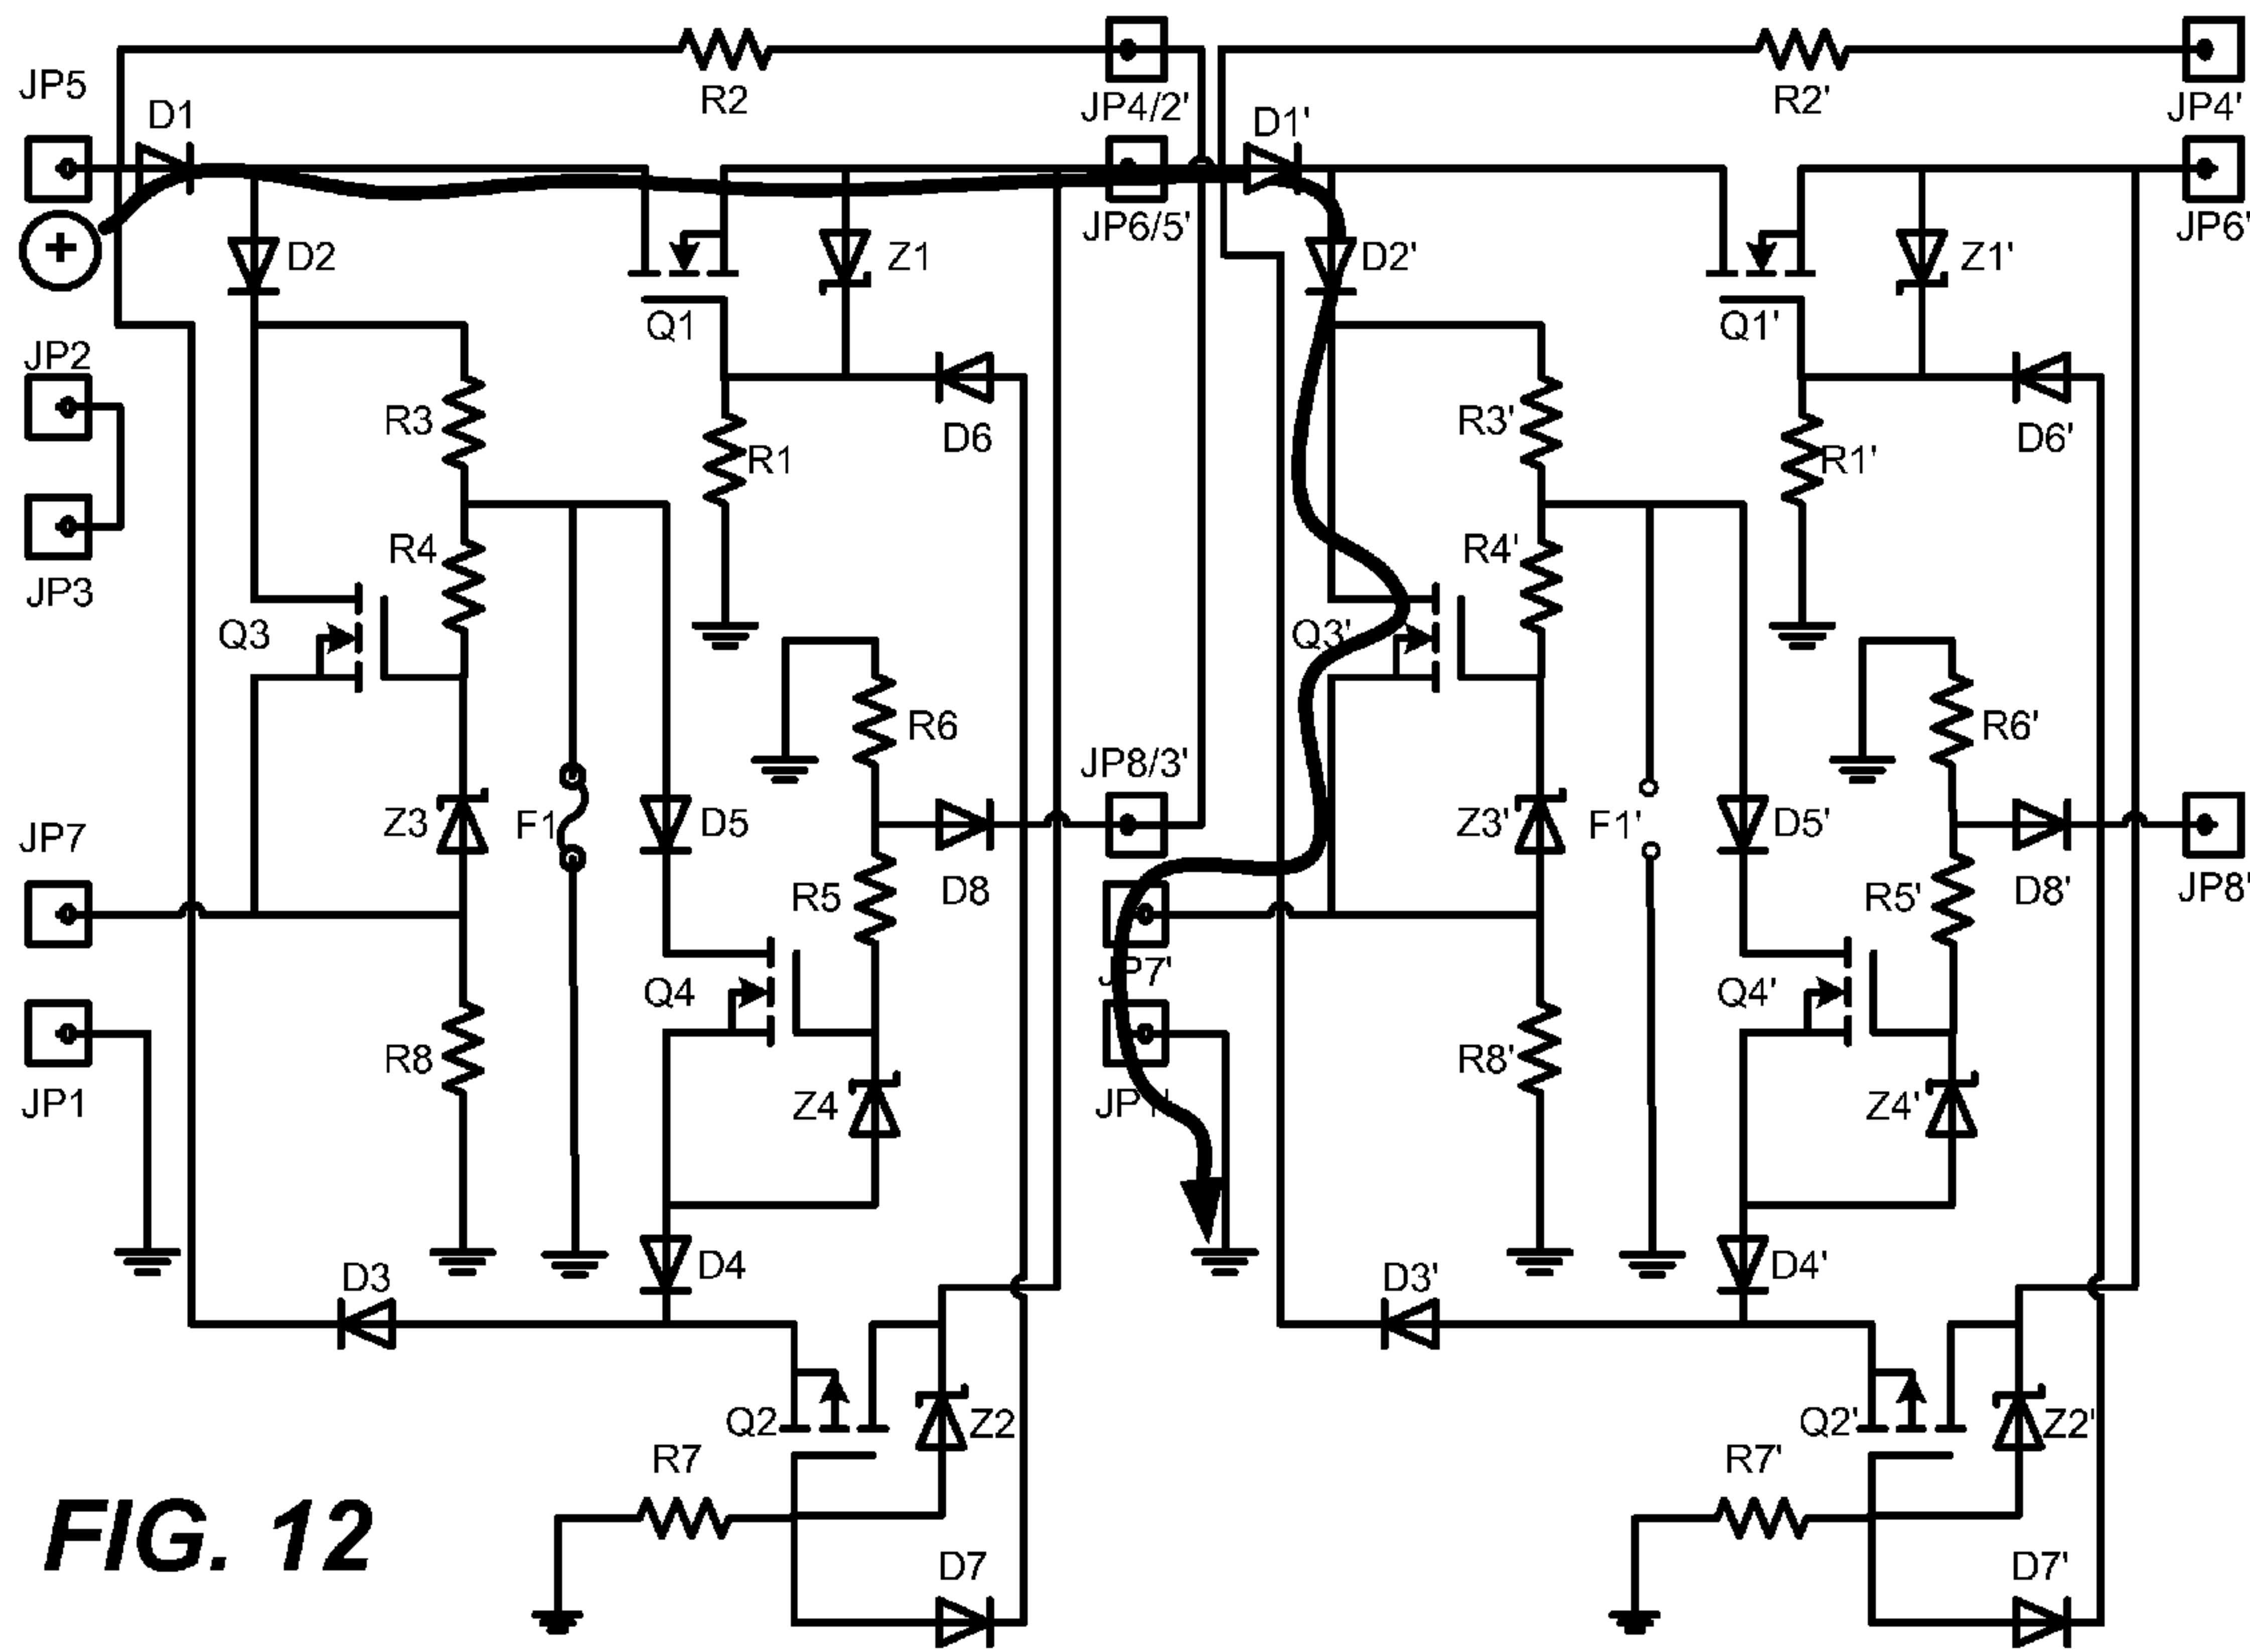 R2
JP4/2'
R2'
JP4'
JP5
D1
JP6/5'
D1'
JP6'
+
D2
Q1
Z1
D2'
Q1'
Z1'
JP2
R3
R1
D6
R3'
R1'
D6'
JP3
R4
R4'
Q3
Q3'
R6
R6'
JP7
Z3
F1
D5
JP8/3'
Z3'
F1'
D5'
R5
D8
R5'
D8'
JP8'
JP7'
Q4
Q4'
JP1
R8
Z4
R8'
Z4'
D3
D4
D3'
D4'
Q2
Z2
Q2'
Z2'
R7
R7'
D7
D7'
FIG. 12